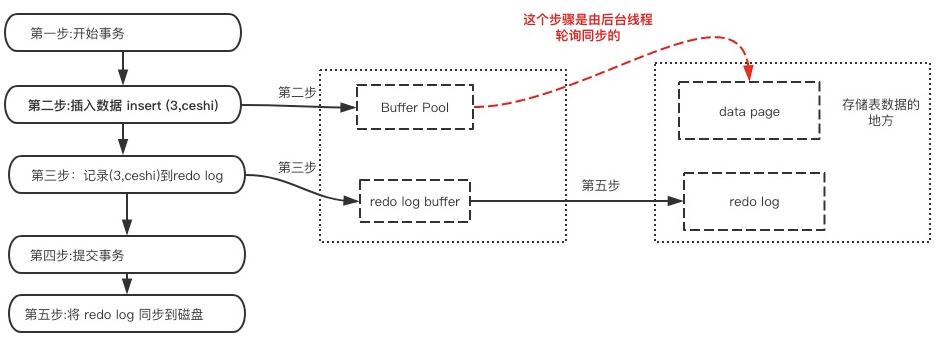 第一步:开始事务
第二步:插入数据 insert (3,ceshi)
第三步：记录(3,ceshi)到redo log
第四步:提交事务
第五步:将 redo log 同步到磁盘
第二步
第三步
Buffer Pool
redo log buffer
这个步骤是由后台线程
轮询同步的
第五步
data page
redo log
存储表数据的
地方